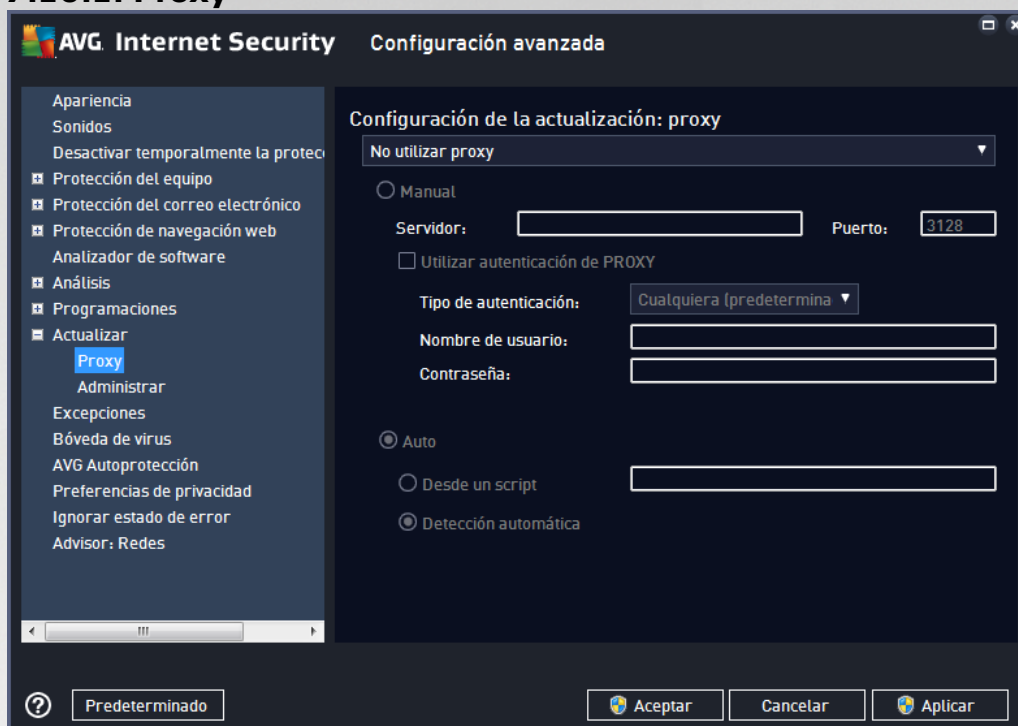 AVG Internet Security Configuración avanzada
Apariencia
Sonidos
Desactivar temporalmente la protec
Protección del equipo
Protección del correo electrónico
Protección de navegación web
Analizador de software
Análisis
Programaciones
Actualizar
Proxy
Administrar
Excepciones
Bóveda de virus
AVG Autoprotección
Preferencias de privacidad
Ignorar estado de error
Advisor: Redes
Configuración de la actualización: proxy
No utilizar proxy
Manual
Servidor: Puerto: 3128
Utilizar autenticación de PROXY
Tipo de autenticación: Cualquiera (predetermina
Nombre de usuario:
Contraseña:
Auto
Desde un script
Detección automática
Predeterminado Aceptar Cancelar Aplicar